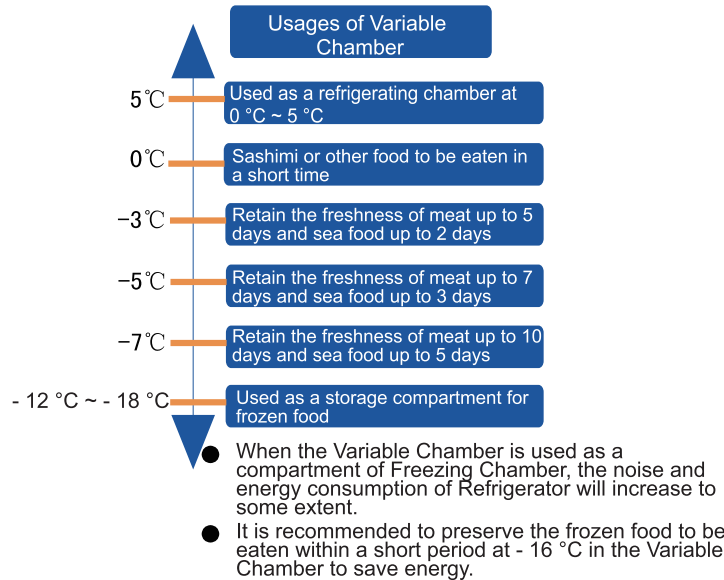 Usages of Variable
Chamber
5℃
Used as a refrigerating chamber at
0 °C ~ 5 °C
0℃
Sashimi or other food to be eaten in
a short time
−3℃
Retain the freshness of meat up to 5
days and sea food up to 2 days
−5℃
Retain the freshness of meat up to 7
days and sea food up to 3 days
−7℃
Retain the freshness of meat up to 10
days and sea food up to 5 days
- 12 °C ~ - 18 °C
Used as a storage compartment for
frozen food
● When the Variable Chamber is used as a
compartment of Freezing Chamber, the noise and
energy consumption of Refrigerator will increase to
some extent.
● It is recommended to preserve the frozen food to be
eaten within a short period at - 16 °C in the Variable
Chamber to save energy.